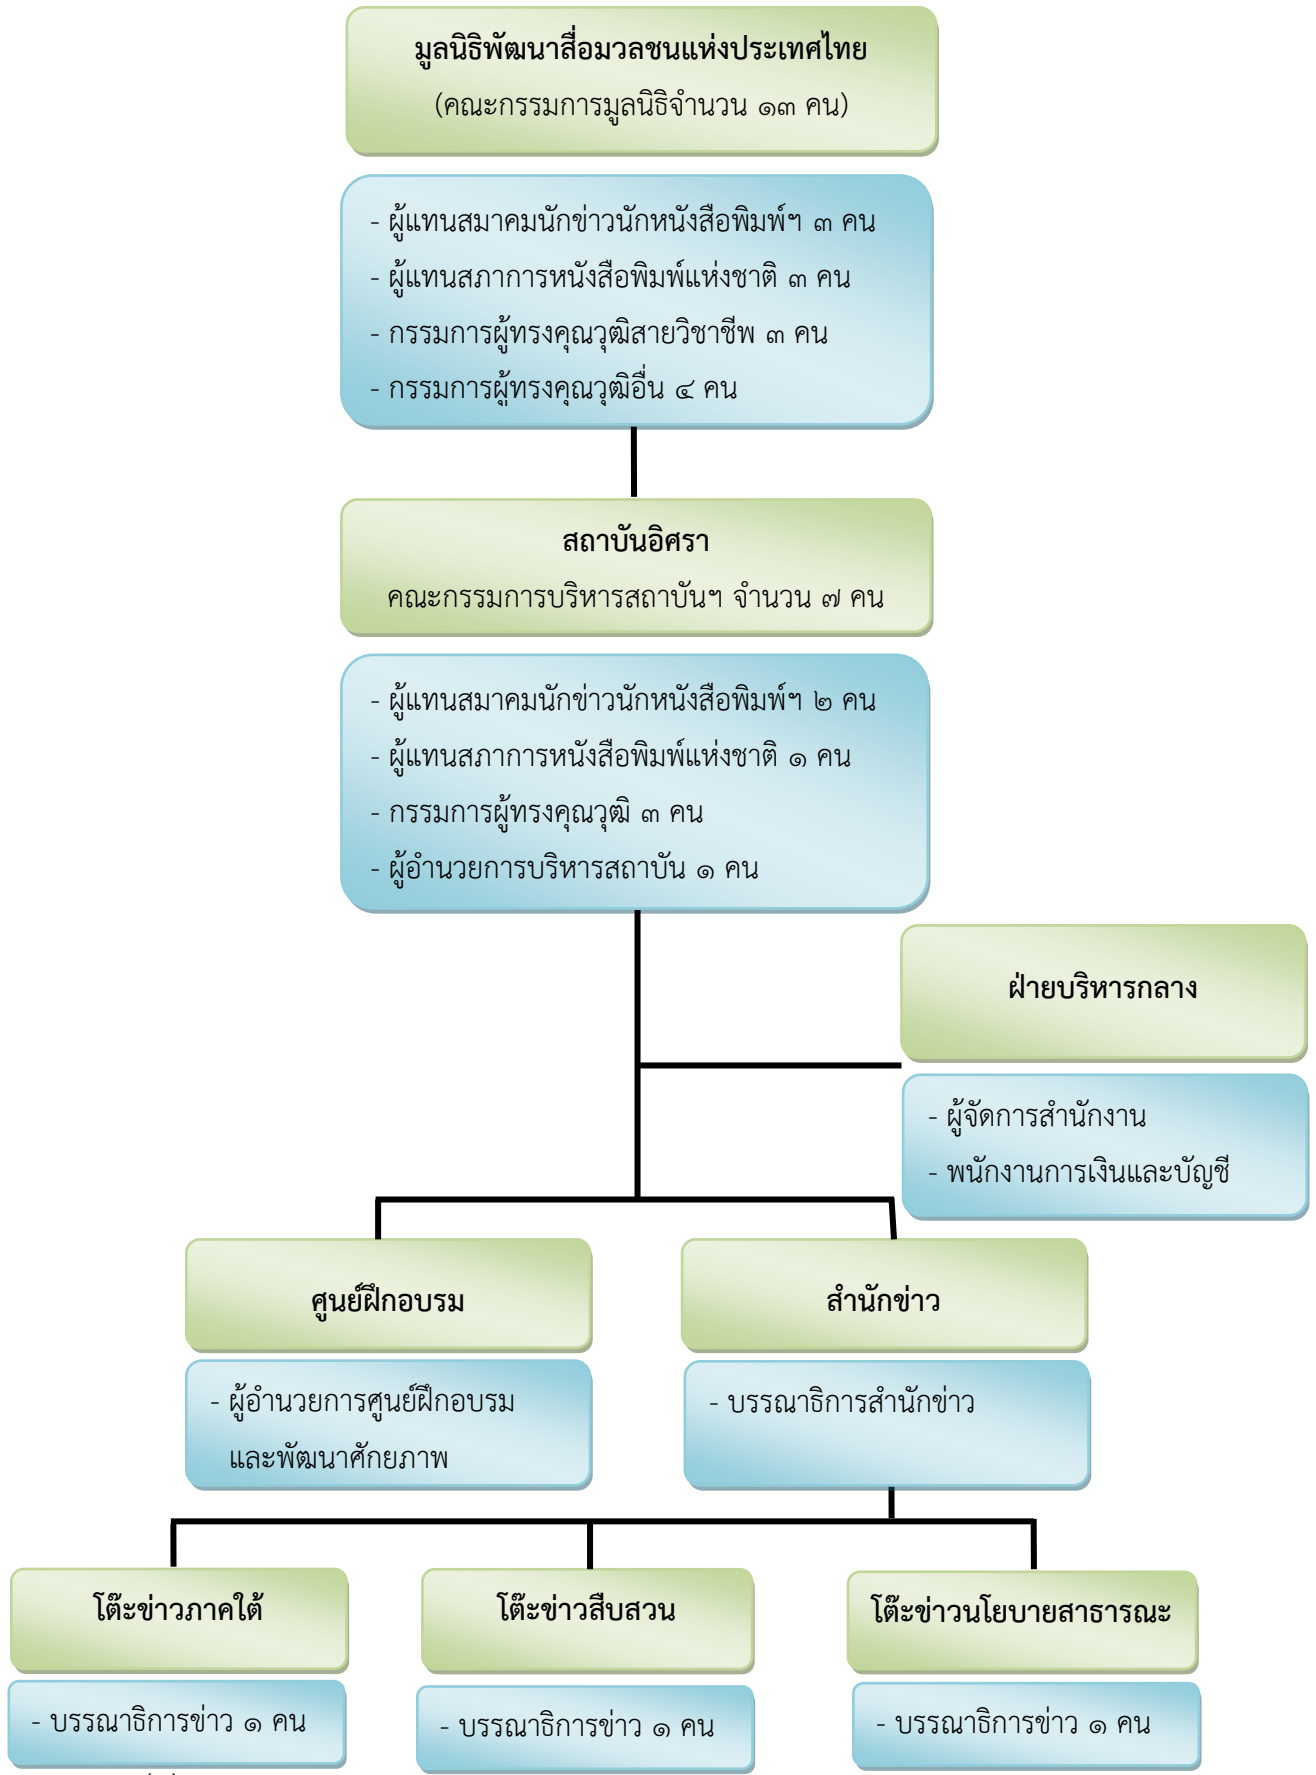 มูลนิธิพัฒนาสื่อมวลชนแห่งประเทศไทย
(คณะกรรมการมูลนิธิจำนวน ๑๓ คน)
- ผู้แทนสมาคมนักข่าวนักหนังสือพิมพ์ฯ ๓ คน
- ผู้แทนสภาการหนังสือพิมพ์แห่งชาติ ๓ คน
- กรรมการผู้ทรงคุณวุฒิสายวิชาชีพ ๓ คน
- กรรมการผู้ทรงคุณวุฒิอื่น ๔ คน
สถาบันอิศรา
คณะกรรมการบริหารสถาบันฯ จำนวน ๗ คน
- ผู้แทนสมาคมนักข่าวนักหนังสือพิมพ์ฯ ๒ คน
- ผู้แทนสภาการหนังสือพิมพ์แห่งชาติ ๑ คน
- กรรมการผู้ทรงคุณวุฒิ ๓ คน
- ผู้อำนวยการบริหารสถาบัน ๑ คน
ฝ่ายบริหารกลาง
- ผู้จัดการสำนักงาน
- พนักงานการเงินและบัญชี
ศูนย์ฝึกอบรม
- ผู้อำนวยการศูนย์ฝึกอบรม
และพัฒนาศักยภาพ
สำนักข่าว
- บรรณาธิการสำนักข่าว
โต๊ะข่าวภาคใต้
- บรรณาธิการข่าว ๑ คน
โต๊ะข่าวสืบสวน
- บรรณาธิการข่าว ๑ คน
โต๊ะข่าวนโยบายสาธารณะ
- บรรณาธิการข่าว ๑ คน